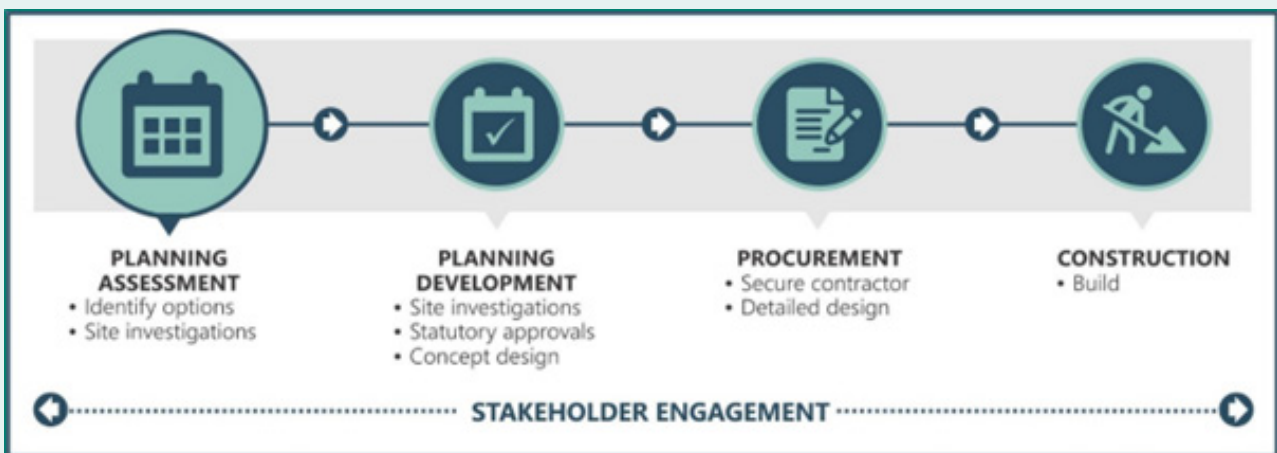 PLANNING
ASSESSMENT
• Identify options
• Site investigations
PLANNING
DEVELOPMENT
• Site investigations
• Statutory approvals
• Concept design
PROCUREMENT
• Secure contractor
• Detailed design
CONSTRUCTION
• Build
STAKEHOLDER ENGAGEMENT